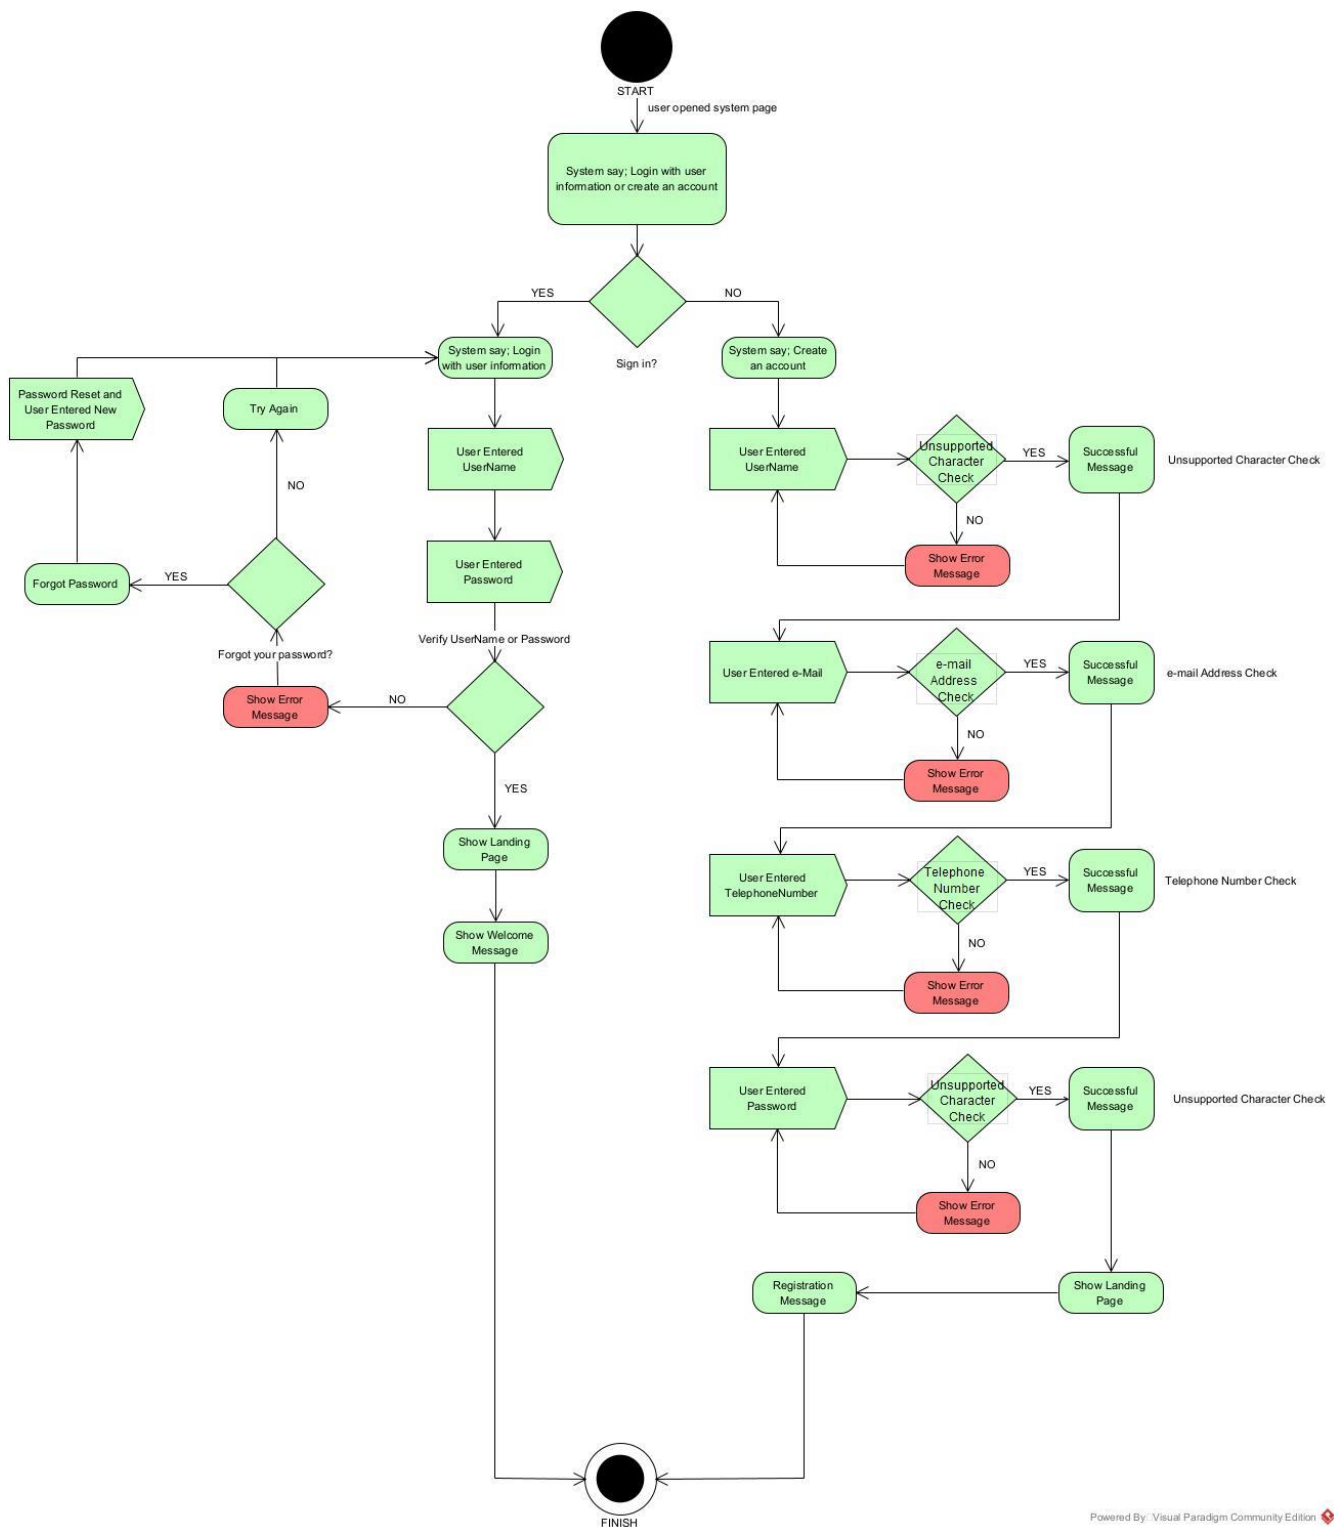 START
user opened system page
System say; Login with user
information or create an account
YES
NO
Sign in?
System say; Login
with user information
System say; Create
an account
Password Reset and
User Entered New
Password
Try Again
NO
YES
Forgot Password
Forgot your password?
Show Error
Message
User Entered
UserName
User Entered
Password
Verify UserName or Password
NO
YES
Show Landing
Page
Show Welcome
Message
User Entered
UserName
Unsupported
Character
Check
YES
Successful
Message
Unsupported Character Check
NO
Show Error
Message
User Entered e-Mail
e-mail
Address
Check
YES
Successful
Message
e-mail Address Check
NO
Show Error
Message
User Entered
TelephoneNumber
Telephone
Number
Check
YES
Successful
Message
Telephone Number Check
NO
Show Error
Message
User Entered
Password
Unsupported
Character
Check
YES
Successful
Message
Unsupported Character Check
NO
Show Error
Message
Registration
Message
Show Landing
Page
FINISH
Powered By Visual Paradigm Community Edition